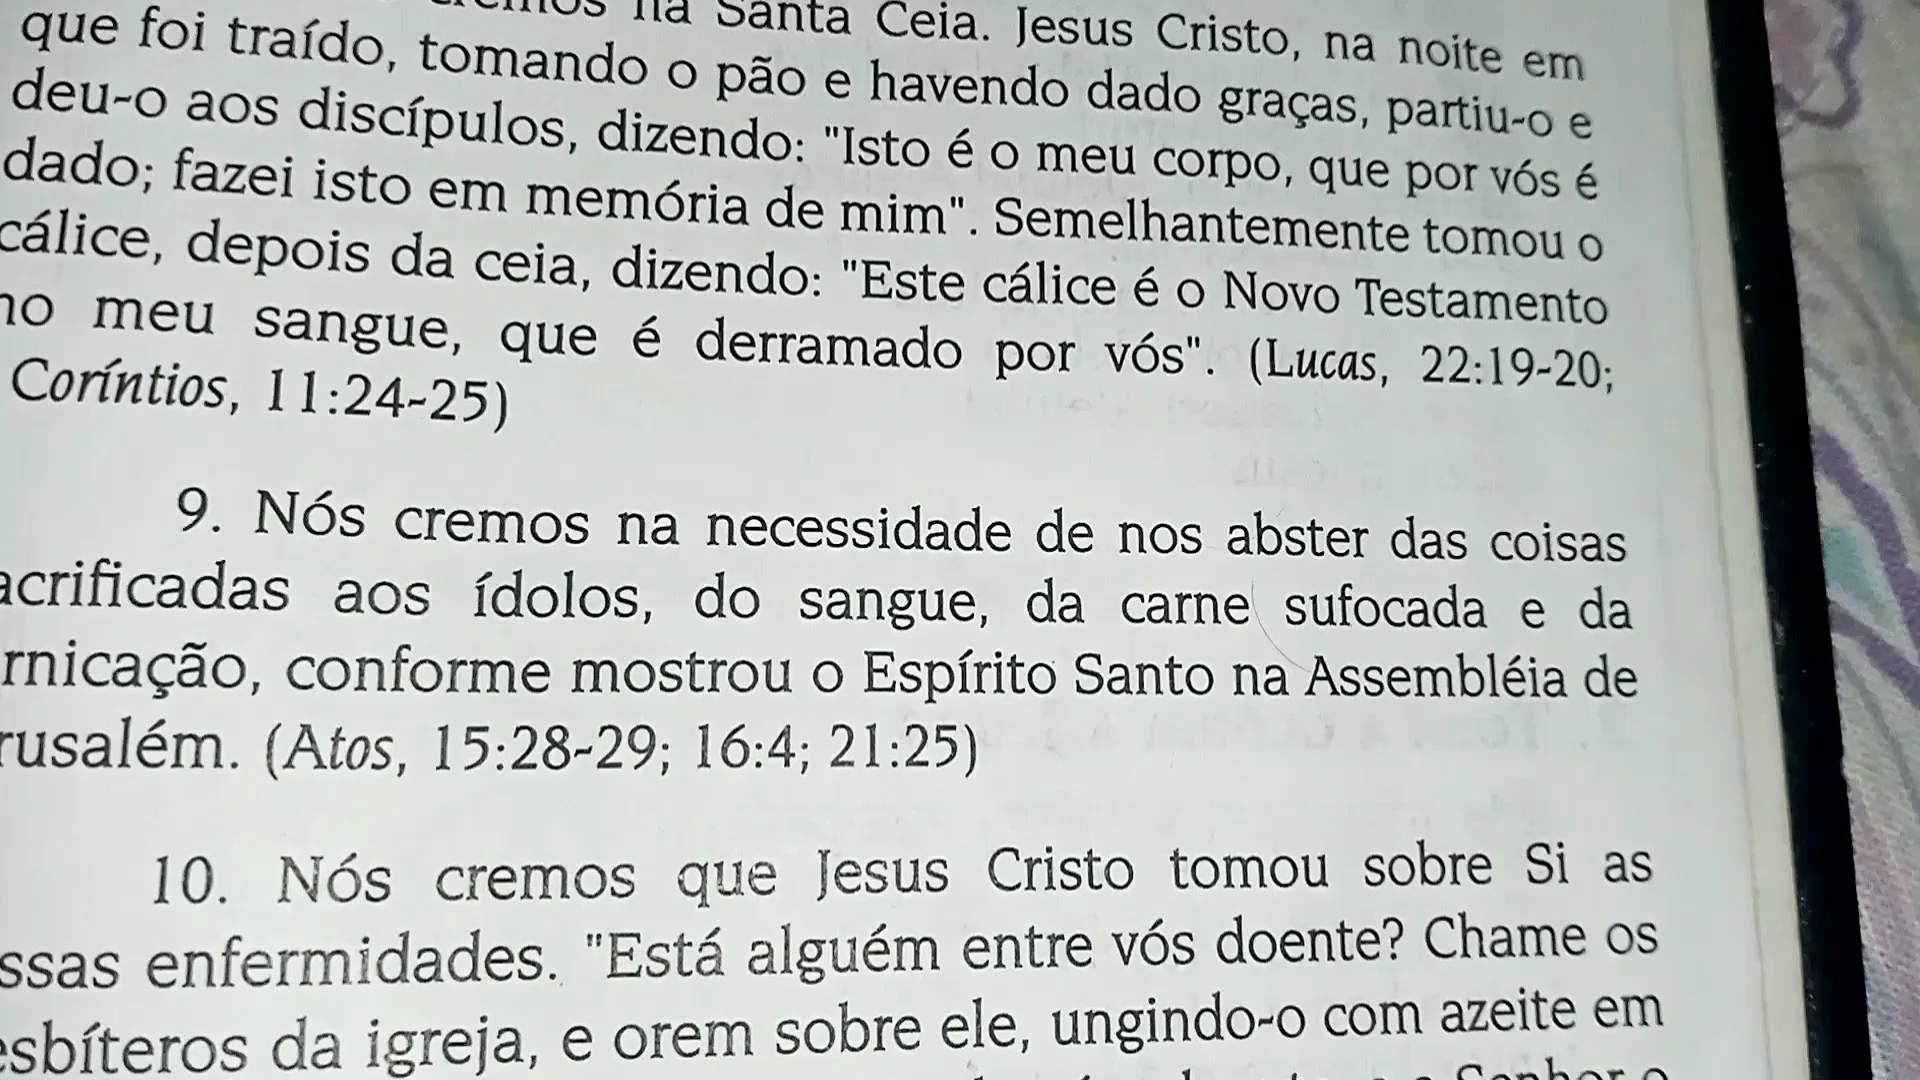 na Santa Ceia. Jesus Cristo, na noite em
que foi traído, tomando o pão e havendo dado graças, partiu-o e
deu-o aos discípulos, dizendo: "Isto é o meu corpo, que por vós é
dado; fazei isto em memória de mim". Semelhantemente tomou o
cálice, depois da ceia, dizendo: "Este cálice é o Novo Testamento
no meu sangue, que é derramado por vós". (Lucas, 22:19-20;
Coríntios, 11:24-25)
9. Nós cremos na necessidade de nos abster das coisas
acrificadas aos ídolos, do sangue, da carne sufocada e da
rnicação, conforme mostrou o Espírito Santo na Assembléia de
rusalém. (Atos, 15:28-29; 16:4; 21:25)
10. Nós cremos que Jesus Cristo tomou sobre Si as
ssas enfermidades. "Está alguém entre vós doente? Chame os
esbíteros da igreja, e orem sobre ele, ungindo-o com azeite em